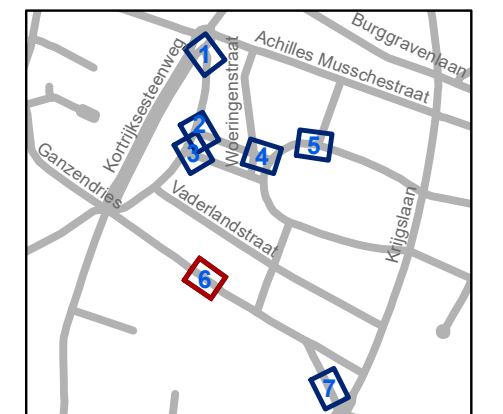 Burggravenlaan
Achilles Musschestraat
Kortrijksesteenweg
Woeringenstraat
1
2
3
4
5
Ganzendries
Vaderlandstraat
Krijgslaan
6
7